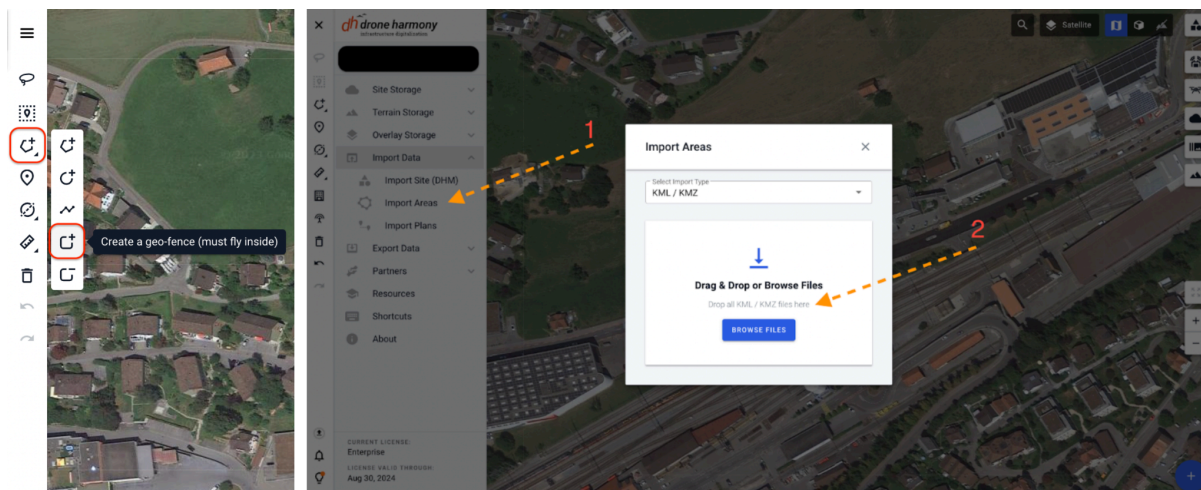 Create a geo-fence (must fly inside)
dh drone harmony
Site Storage
Terrain Storage
Overlay Storage
Import Data
Import Site (DHM)
Import Areas
Import Plans
Export Data
Partners
Resources
Shortcuts
About
CURRENT LICENSE:
Enterprise
LICENSE VALID THROUGH:
Aug 30, 2024
1
Import Areas
Select Import Type
KML / KMZ
2
Drag & Drop or Browse Files
Drop all KML / KMZ files here
BROWSE FILES
Satellite